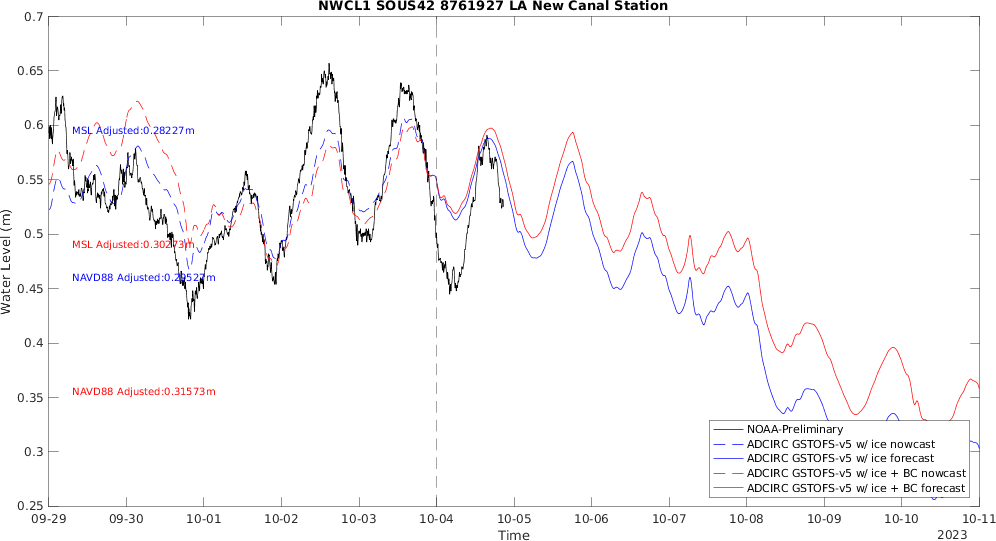 NWCL1 SOUS42 8761927 LA New Canal Station
0.7
0.65
0.6
0.55
0.5
0.45
0.4
0.35
0.3
0.25
Water Level (m)
MSL Adjusted:0.28227m
MSL Adjusted:0.30273m
NAVD88 Adjusted:0.29527m
NAVD88 Adjusted:0.31573m
NOAA-Preliminary
ADCIRC GSTOFS-v5 w/ ice nowcast
ADCIRC GSTOFS-v5 w/ ice forecast
ADCIRC GSTOFS-v5 w/ ice + BC nowcast
ADCIRC GSTOFS-v5 w/ ice + BC forecast
09-29 09-30 10-01 10-02 10-03 10-04 10-05 10-06 10-07 10-08 10-09 10-10 10-11
Time
2023